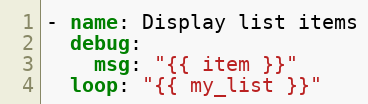 1 - name: Display list items
2   debug:
3     msg: "{{ item }}"
4   loop: "{{ my_list }}"